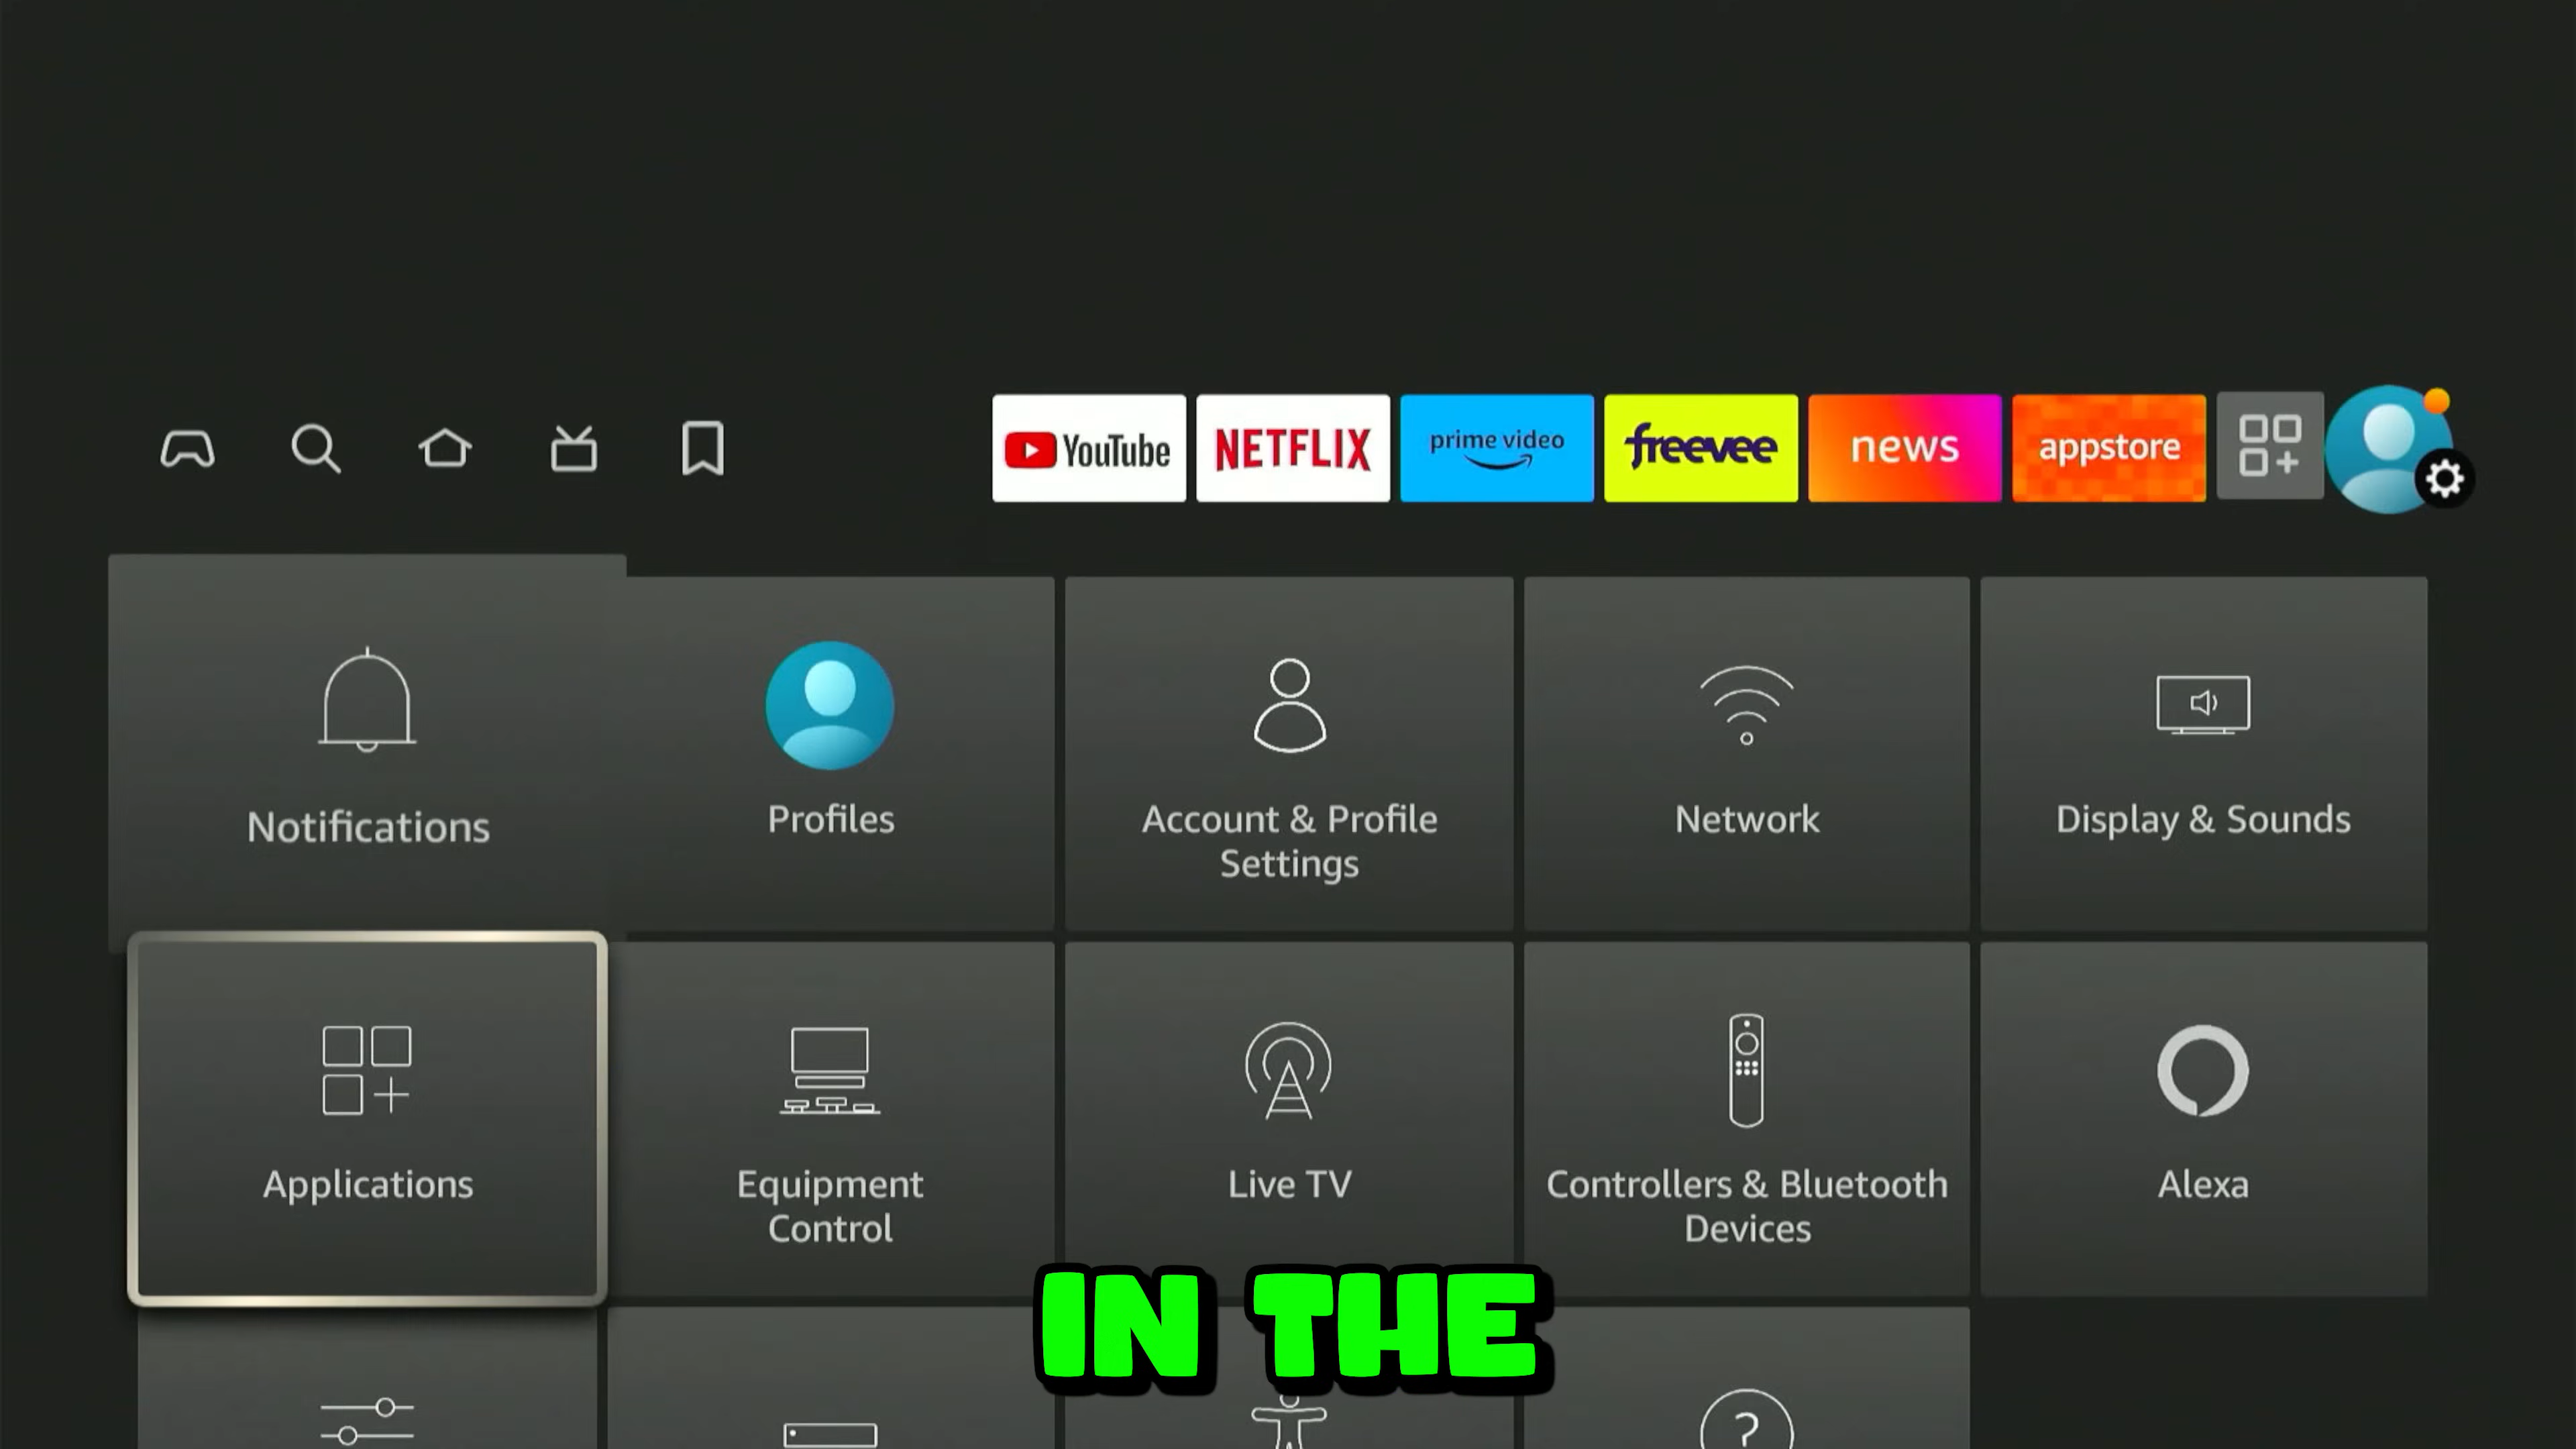 YouTube
NETFLIX
prime video
freevee
news
appstore
Notifications
Profiles
Account & Profile
Settings
Network
Display & Sounds
Applications
Equipment
Control
Live TV
Controllers & Bluetooth
Devices
Alexa
IN THE
?